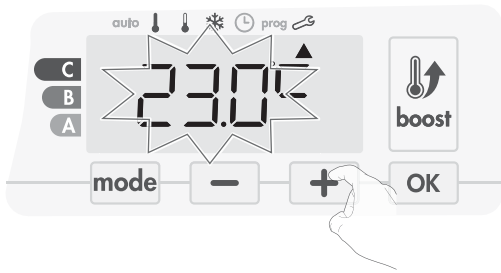 auto prog
C
23.0°C
B
A
boost
mode − + OK